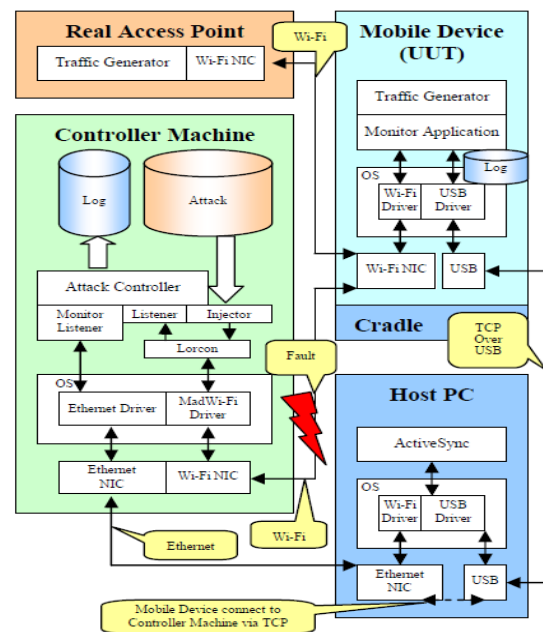 Real Access Point
Traffic Generator
Wi-Fi NIC
Wi-Fi
Mobile Device
(UUT)
Traffic Generator
Monitor Application
OS
Log
Wi-Fi
Driver
USB
Driver
Wi-Fi NIC
USB
Cradle
TCP
Over
USB
Controller Machine
Log
Attack
Attack Controller
Monitor
Listener
Listener
Injector
Lorcon
OS
Ethernet Driver
MadWi-Fi
Driver
Ethernet
NIC
Wi-Fi NIC
Fault
Wi-Fi
Ethernet
Host PC
ActiveSync
OS
Wi-Fi
Driver
USB
Driver
Ethernet
NIC
USB
Mobile Device connect to
Controller Machine via TCP